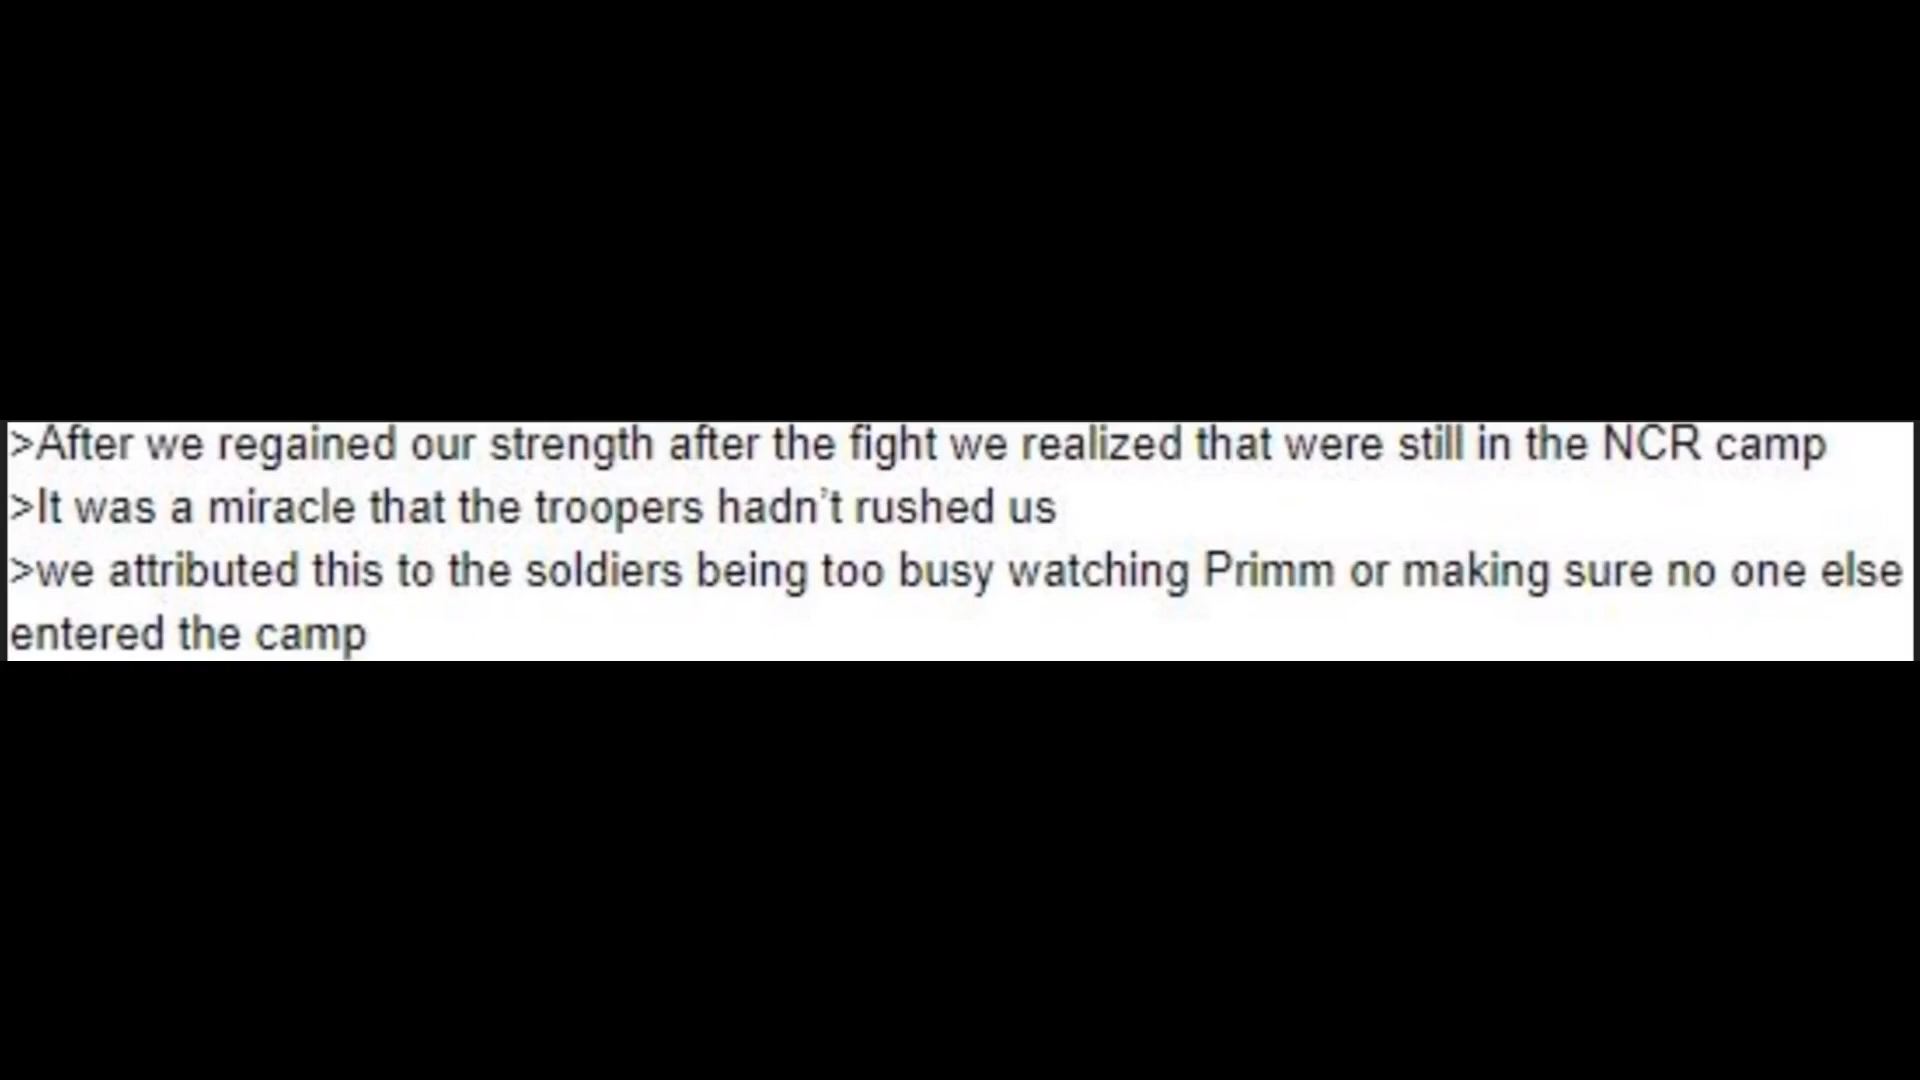 >After we regained our strength after the fight we realized that were still in the NCR camp
>It was a miracle that the troopers hadn't rushed us
>we attributed this to the soldiers being too busy watching Primm or making sure no one else
entered the camp